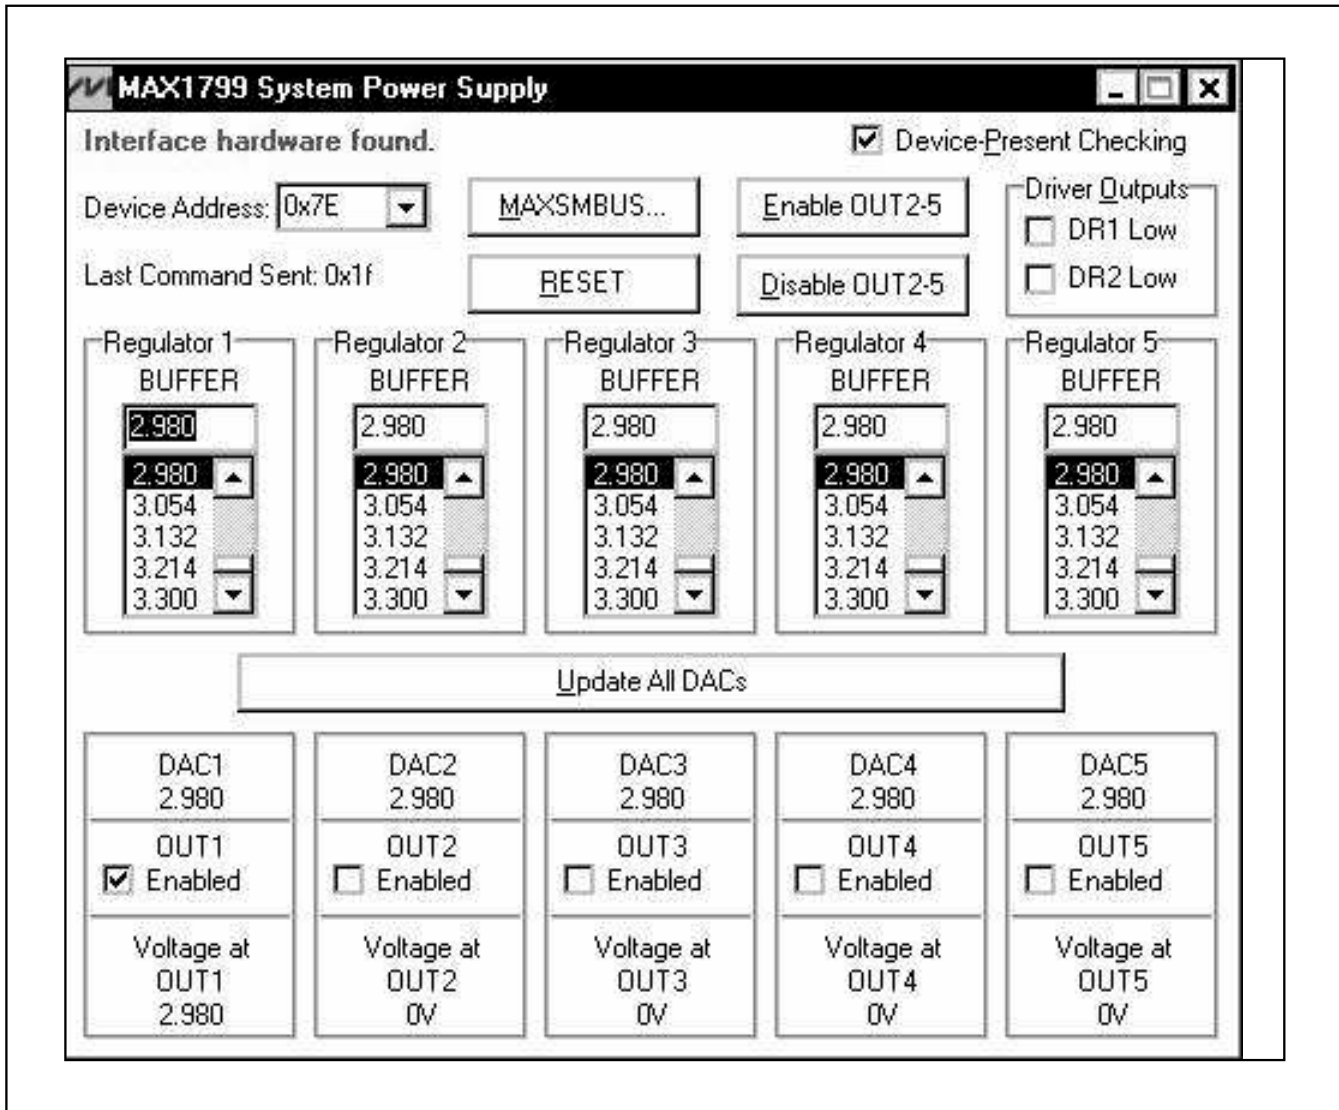 MAX1799 System Power Supply
Interface hardware found.
Device-Present Checking
Device Address: 0x7E
MAXSMBUS...
Enable OUT2-5
Driver Outputs
DR1 Low
Last Command Sent: 0x1f
RESET
Disable OUT2-5
DR2 Low
Regulator 1
BUFFER
2.980
2.980
3.054
3.132
3.214
3.300
Regulator 2
BUFFER
2.980
2.980
3.054
3.132
3.214
3.300
Regulator 3
BUFFER
2.980
2.980
3.054
3.132
3.214
3.300
Regulator 4
BUFFER
2.980
2.980
3.054
3.132
3.214
3.300
Regulator 5
BUFFER
2.980
2.980
3.054
3.132
3.214
3.300
Update All DACs
DAC1
2.980
OUT1
Enabled
Voltage at
OUT1
2.980
DAC2
2.980
OUT2
Enabled
Voltage at
OUT2
0V
DAC3
2.980
OUT3
Enabled
Voltage at
OUT3
0V
DAC4
2.980
OUT4
Enabled
Voltage at
OUT4
0V
DAC5
2.980
OUT5
Enabled
Voltage at
OUT5
0V